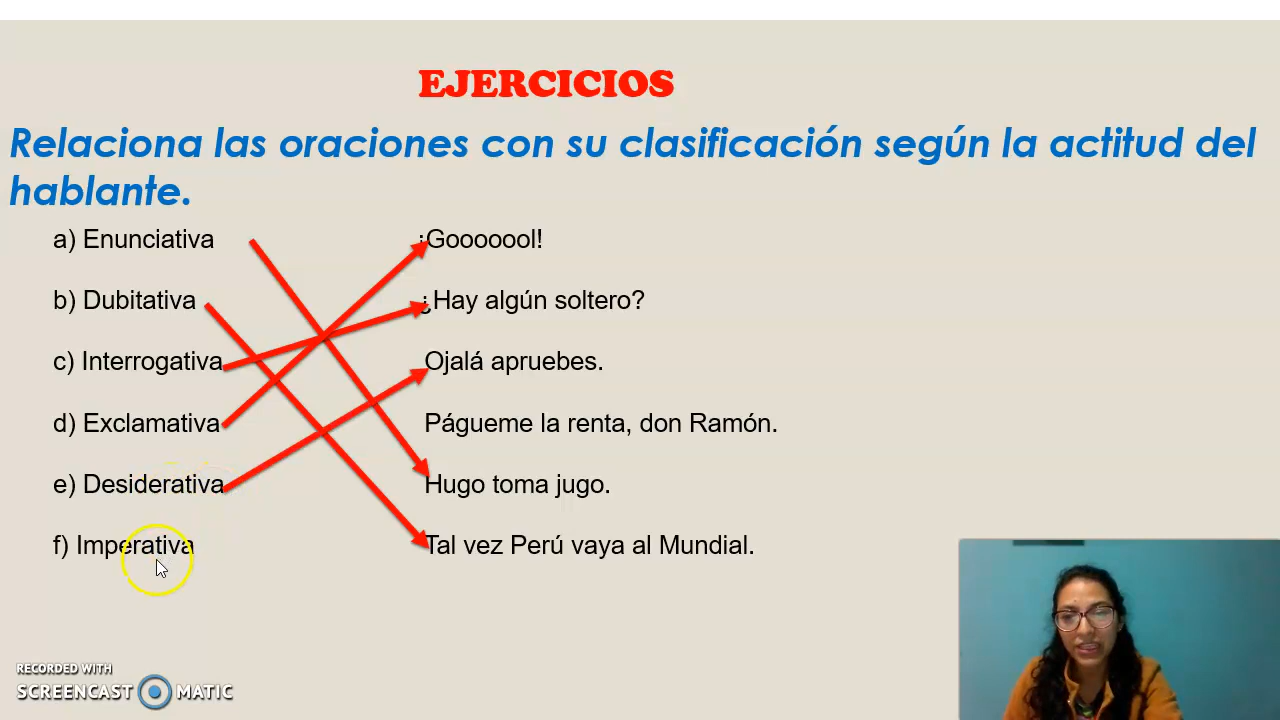 EJERCICIOS
Relaciona las oraciones con su clasificación según la actitud del
hablante.
a) Enunciativa ¡Gooooool!
b) Dubitativa ¿Hay algún soltero?
c) Interrogativa Ojalá apruebes.
d) Exclamativa Págueme la renta, don Ramón.
e) Desiderativa Hugo toma jugo.
f) Imperativa Tal vez Perú vaya al Mundial.
RECORDED WITH
SCREENCAST MATIC